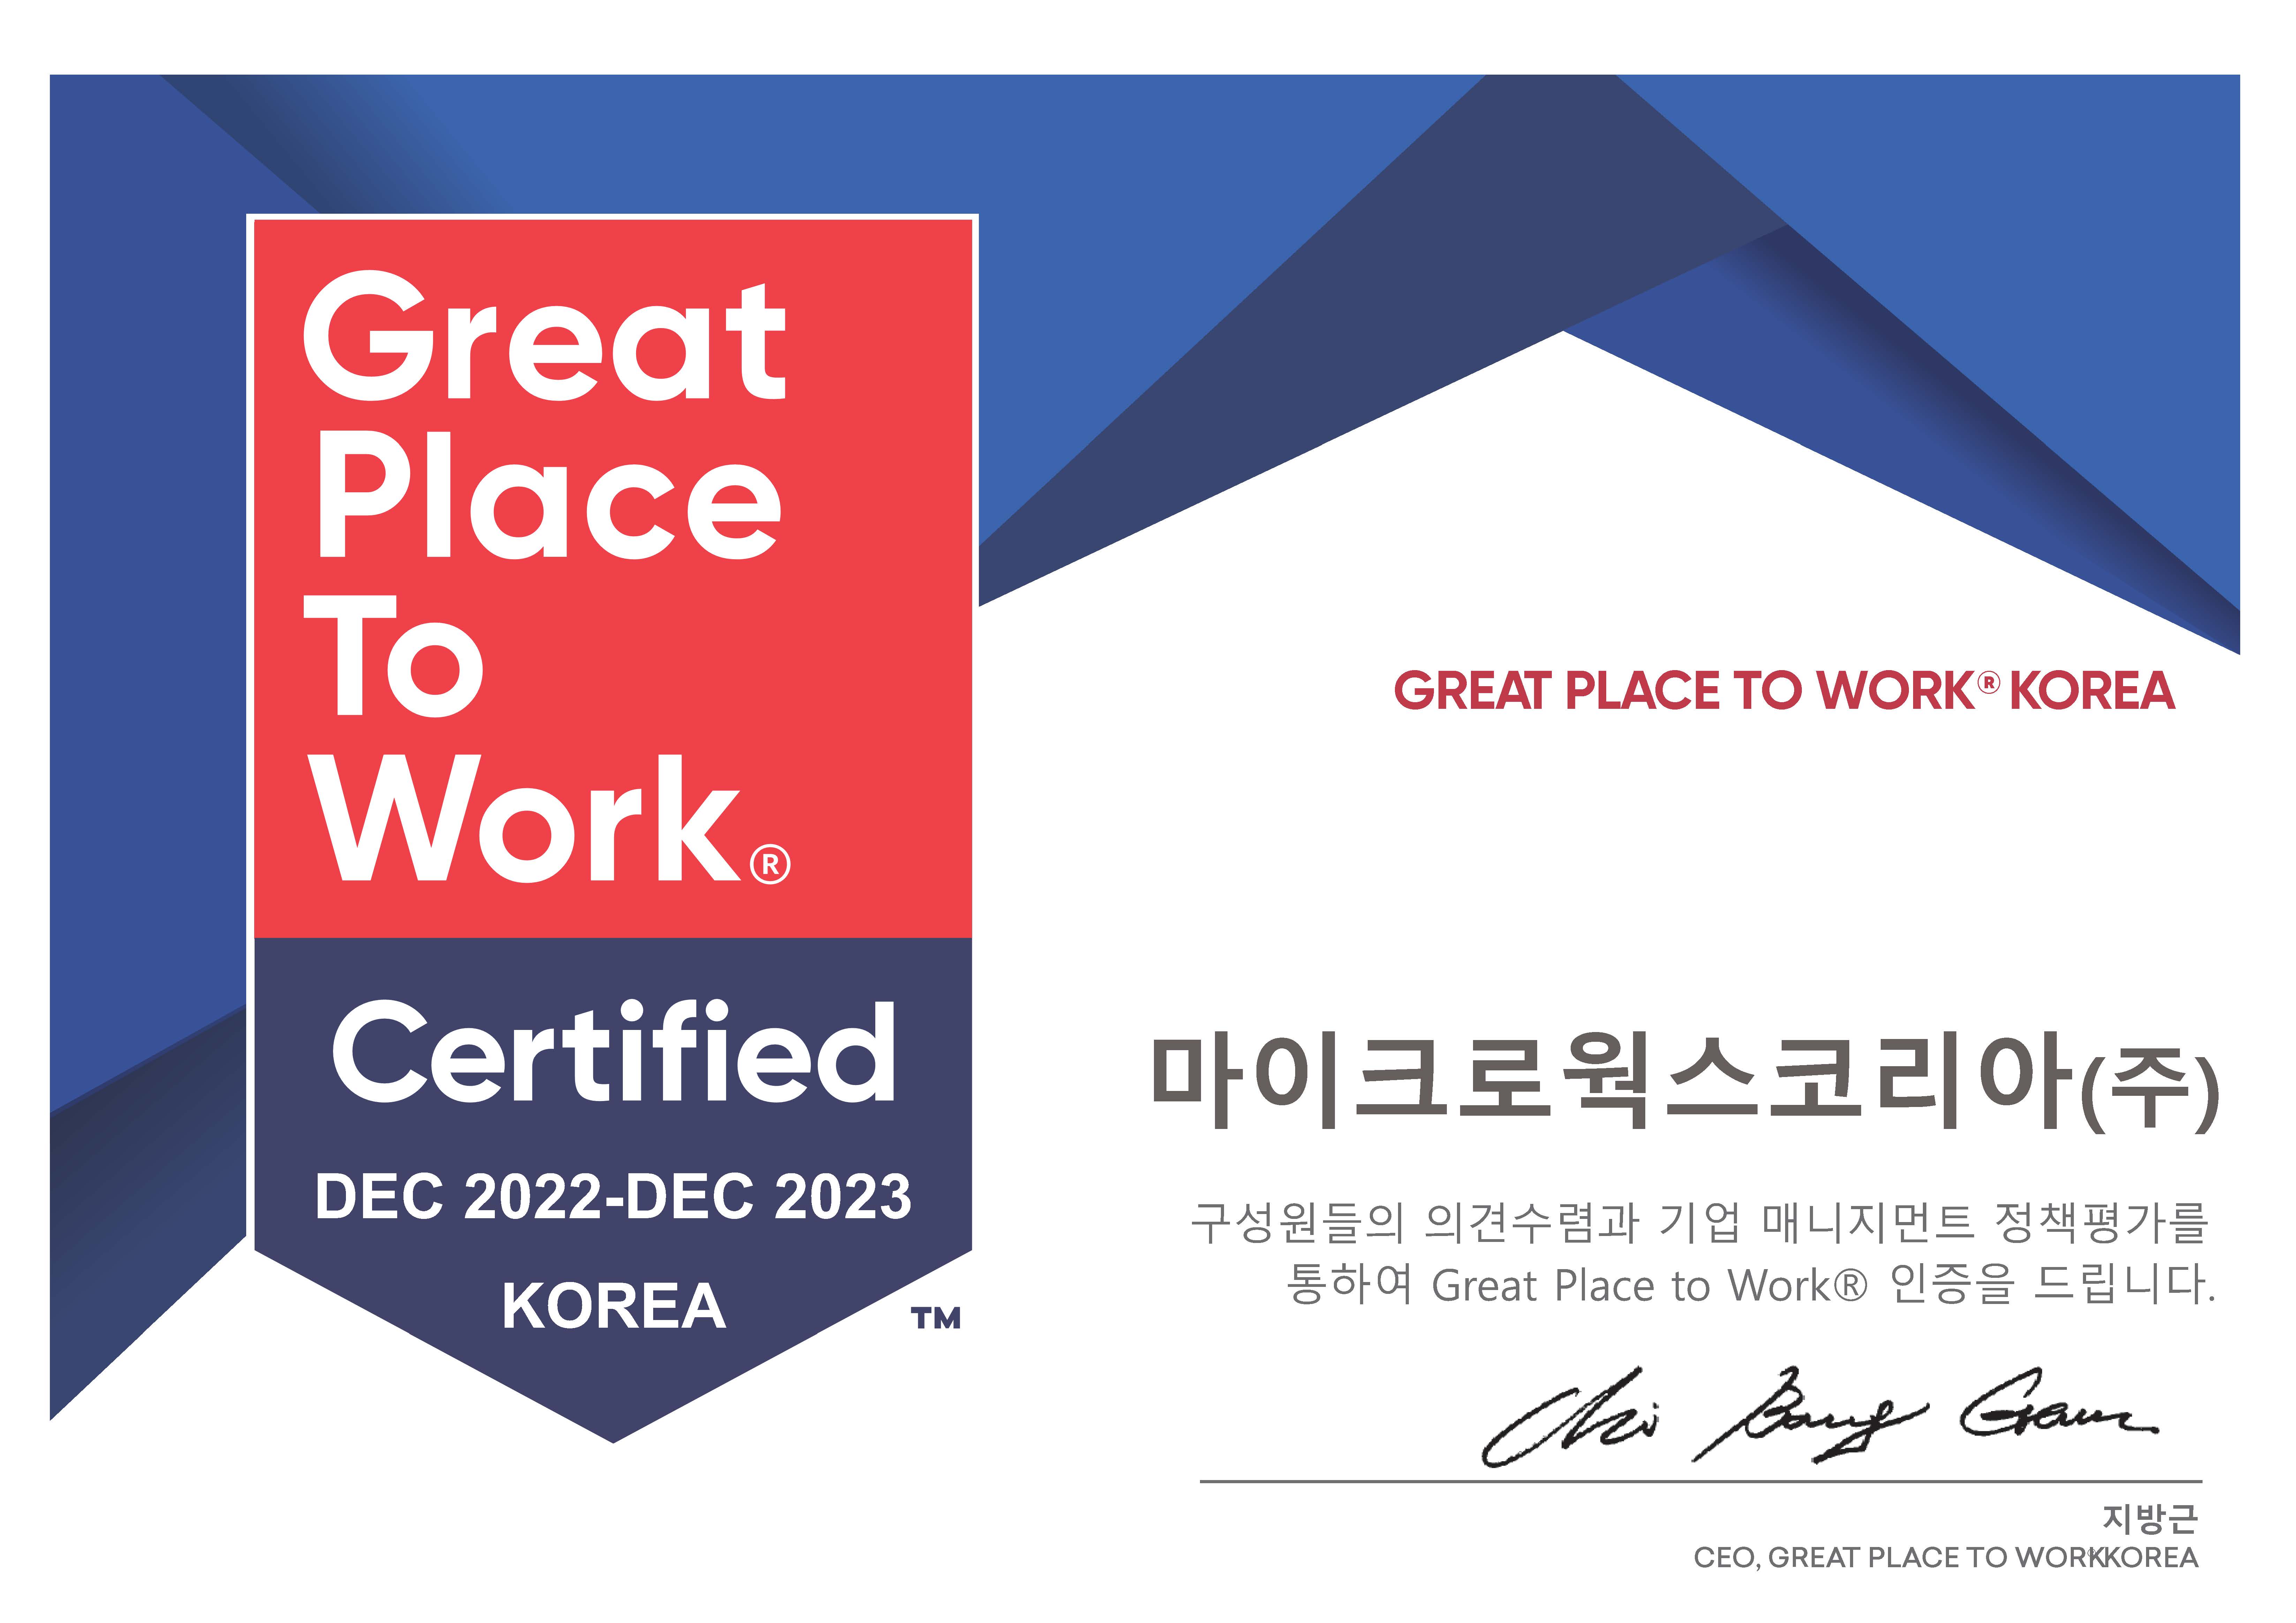 Great
Place
To
Work®
Certified
DEC 2022-DEC 2023
KOREA
™
GREAT PLACE TO WORK® KOREA
마이크로웍스코리아(주)
구성원들의 의견수렴과 기업 매니지먼트 정책평가를
통하여 Great Place to Work® 인증을 드립니다.
지방근
CEO, GREAT PLACE TO WORK®KOREA